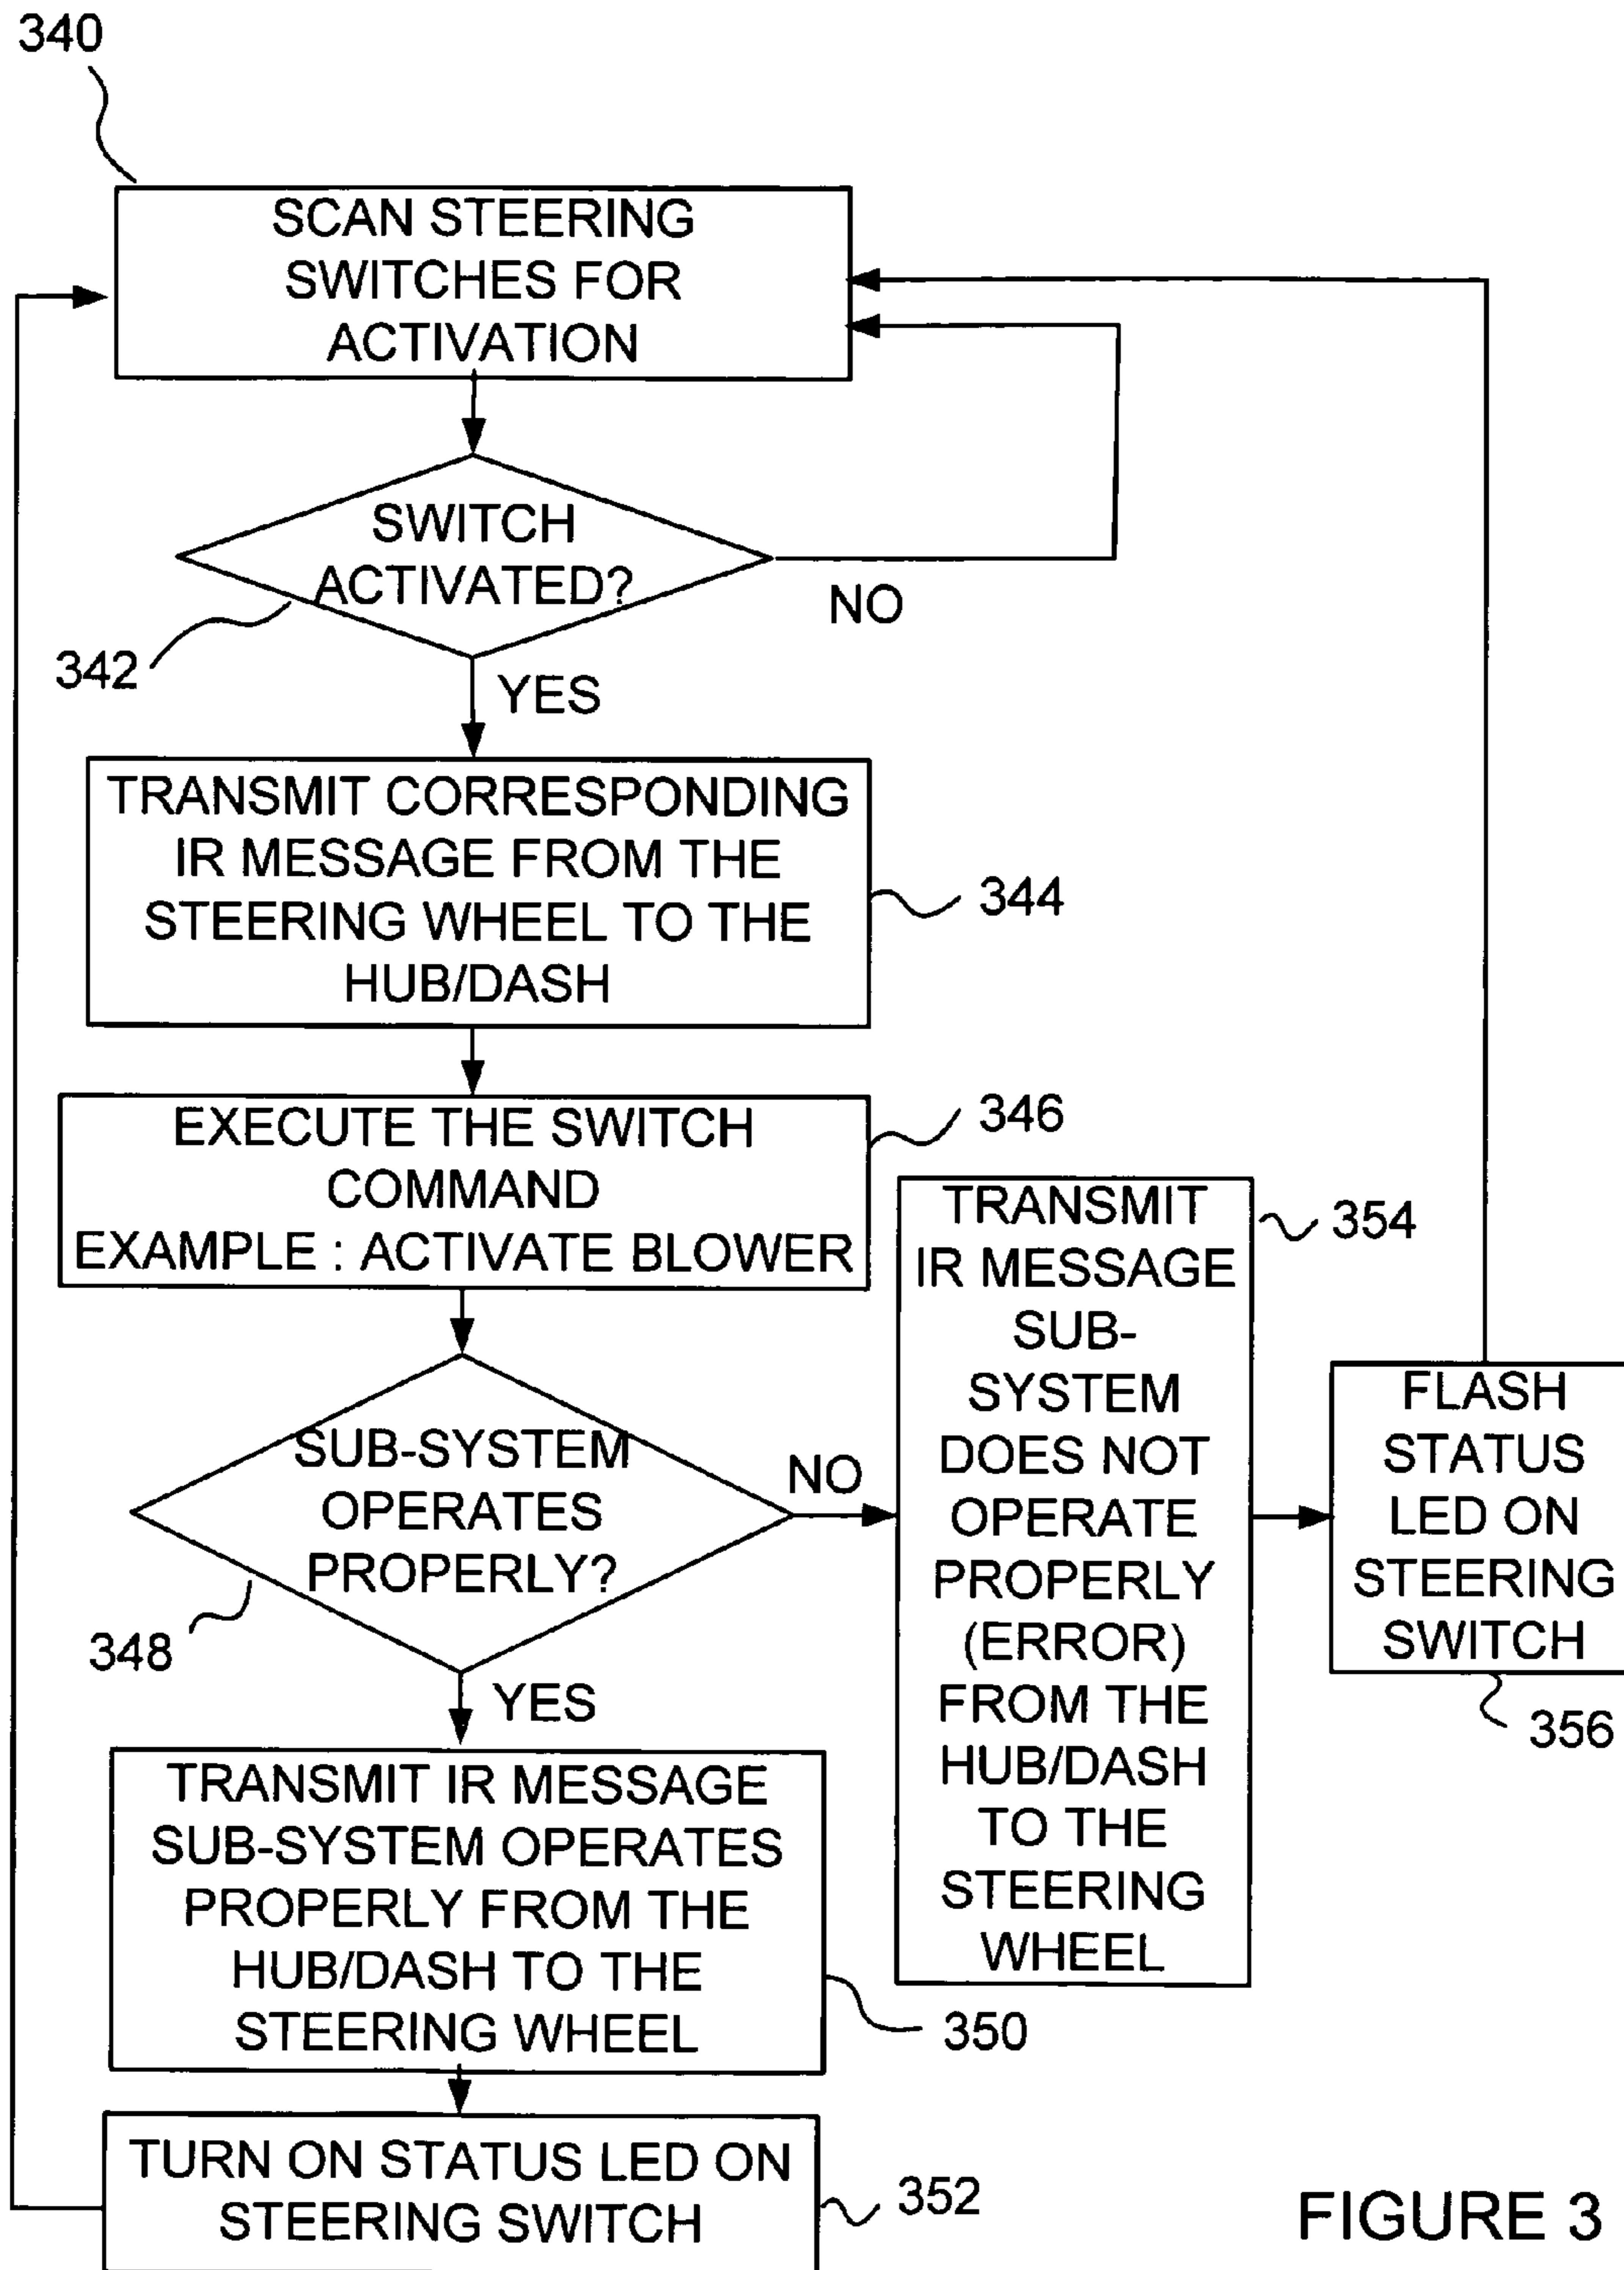 340
SCAN STEERING
SWITCHES FOR
ACTIVATION
SWITCH
ACTIVATED?
NO
342
YES
TRANSMIT CORRESPONDING
IR MESSAGE FROM THE
STEERING WHEEL TO THE
HUB/DASH
344
EXECUTE THE SWITCH
COMMAND
EXAMPLE : ACTIVATE BLOWER
346
SUB-SYSTEM
OPERATES
PROPERLY?
NO
348
YES
TRANSMIT
IR MESSAGE
SUB-
SYSTEM
DOES NOT
OPERATE
PROPERLY
(ERROR)
FROM THE
HUB/DASH
TO THE
STEERING
WHEEL
354
FLASH
STATUS
LED ON
STEERING
SWITCH
356
TRANSMIT IR MESSAGE
SUB-SYSTEM OPERATES
PROPERLY FROM THE
HUB/DASH TO THE
STEERING WHEEL
350
TURN ON STATUS LED ON
STEERING SWITCH
352
FIGURE 3